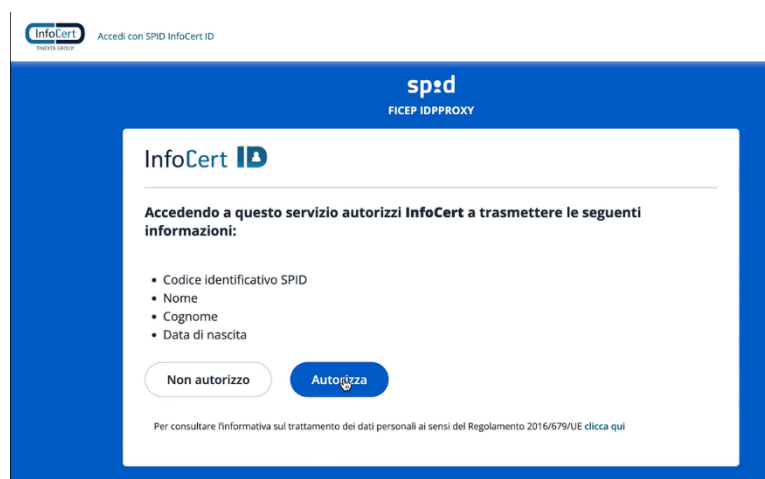 InfoCert
TINEXTA GROUP
Accedi con SPID InfoCert ID
spid
FICEP IDPPROXY
InfoCert ID
Accedendo a questo servizio autorizzi InfoCert a trasmettere le seguenti
informazioni:
• Codice identificativo SPID
• Nome
• Cognome
• Data di nascita
Non autorizzo
Autorizza
Per consultare l'informativa sul trattamento dei dati personali ai sensi del Regolamento 2016/679/UE clicca qui